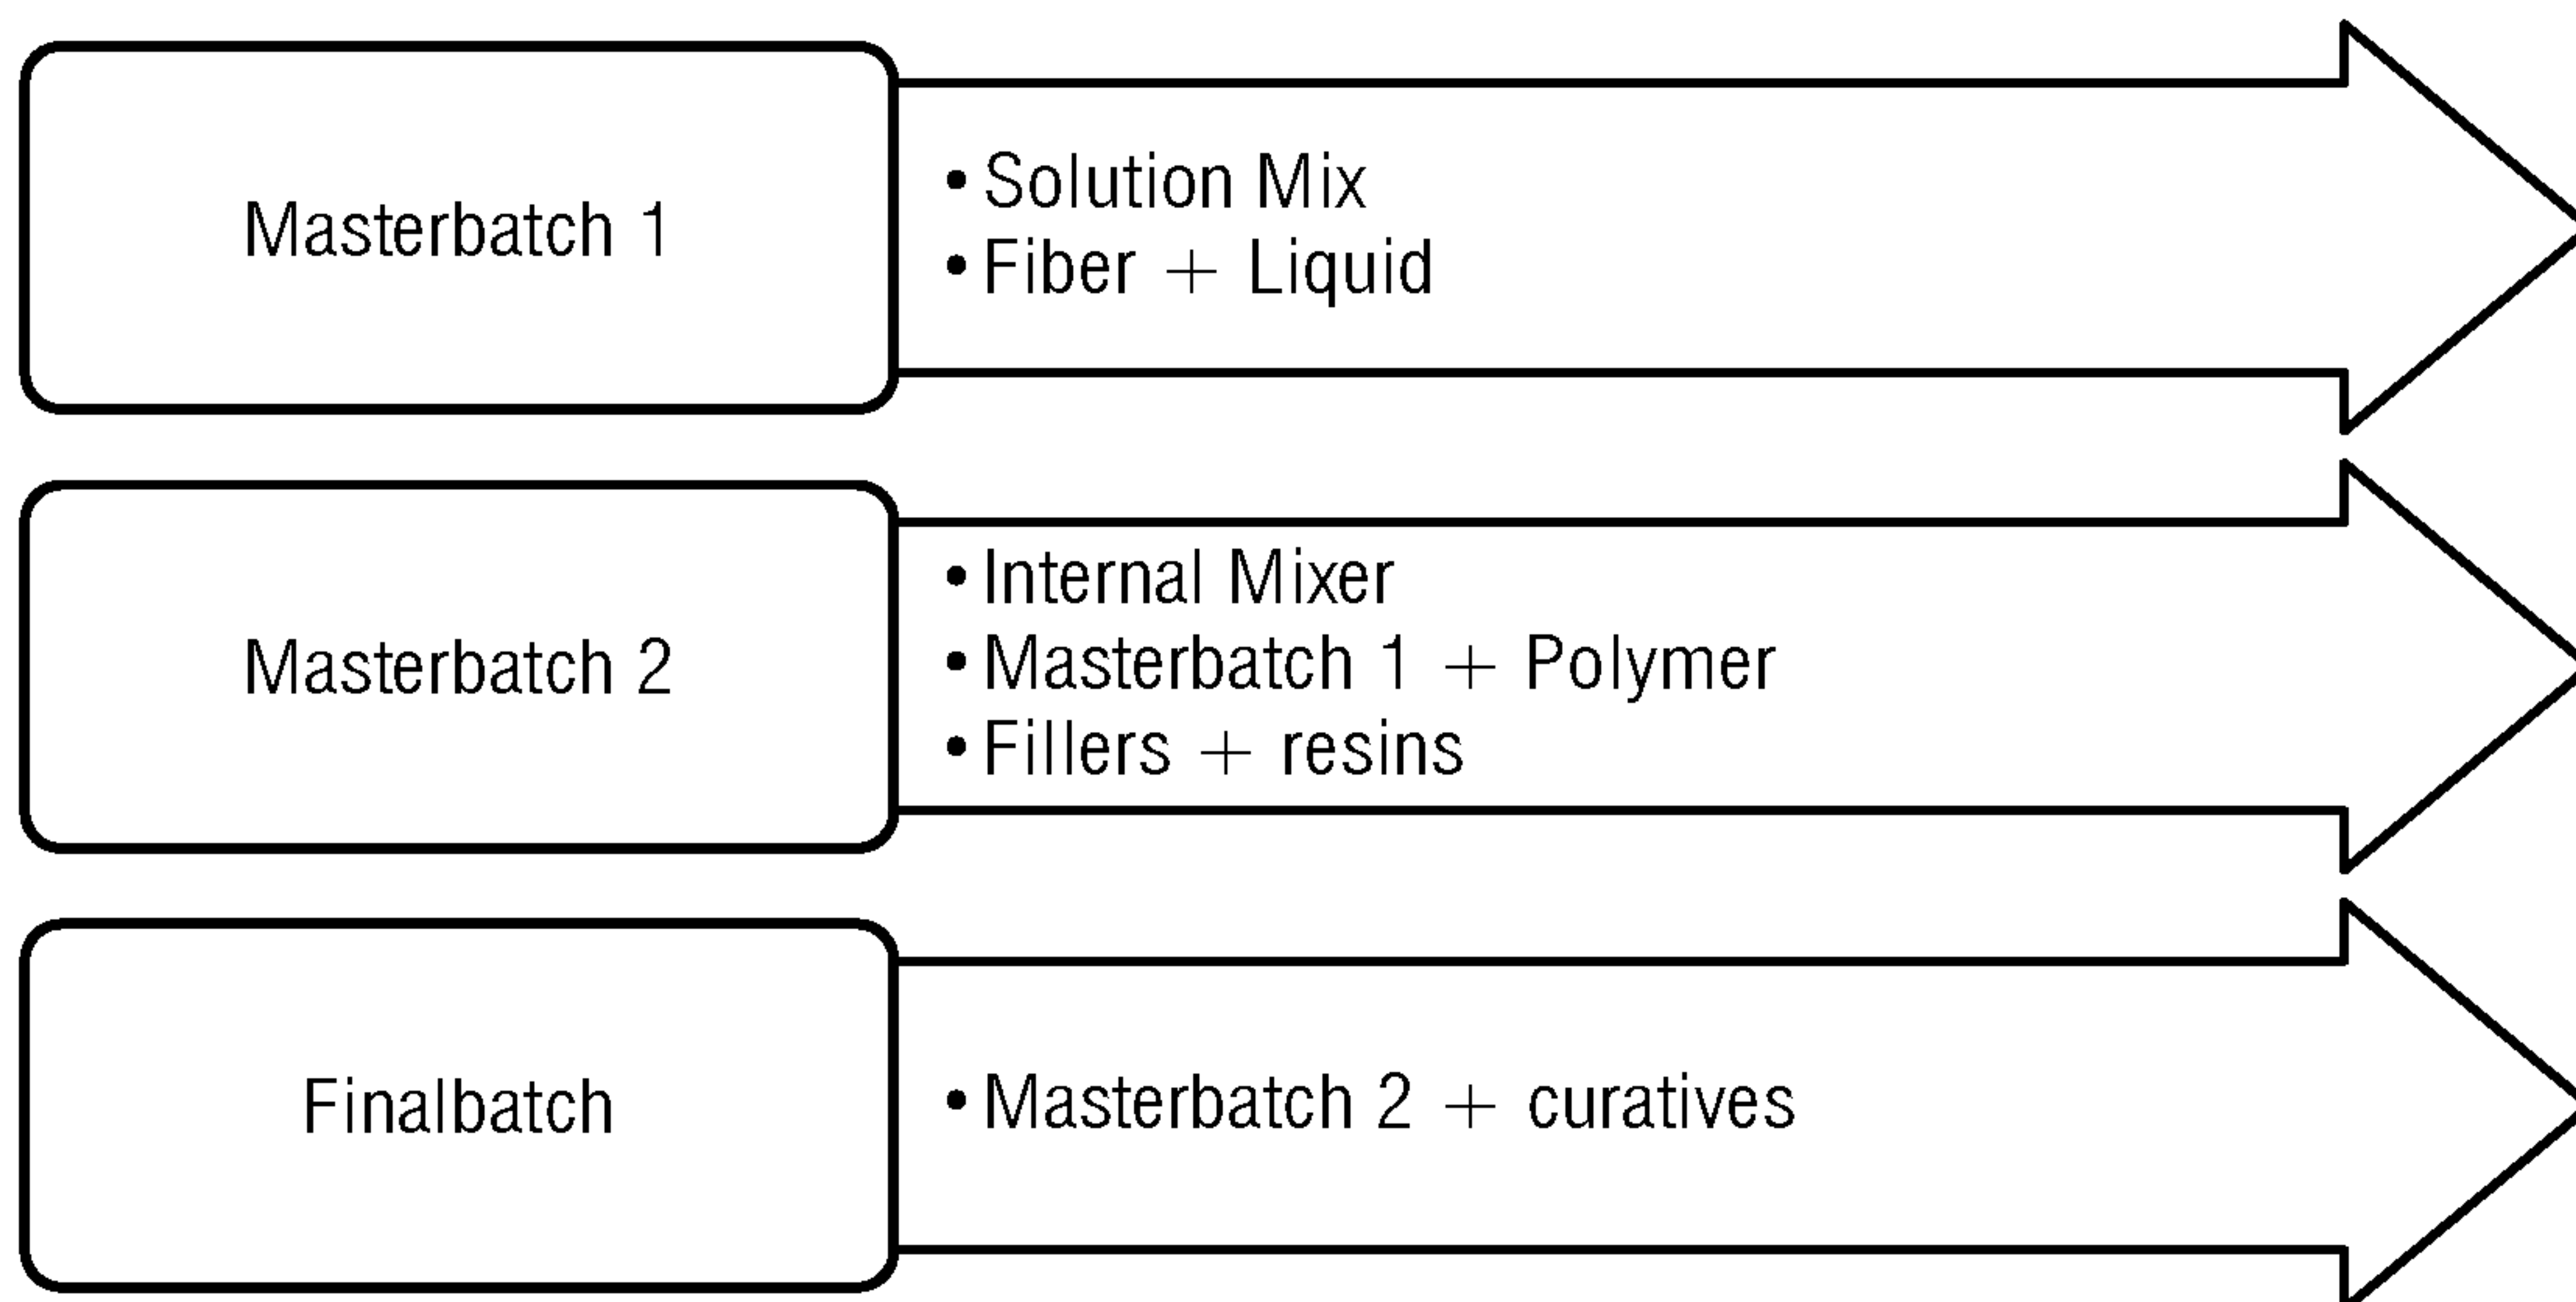 Masterbatch 1
• Solution Mix
• Fiber + Liquid
Masterbatch 2
• Internal Mixer
• Masterbatch 1 + Polymer
• Fillers + resins
Finalbatch
• Masterbatch 2 + curatives